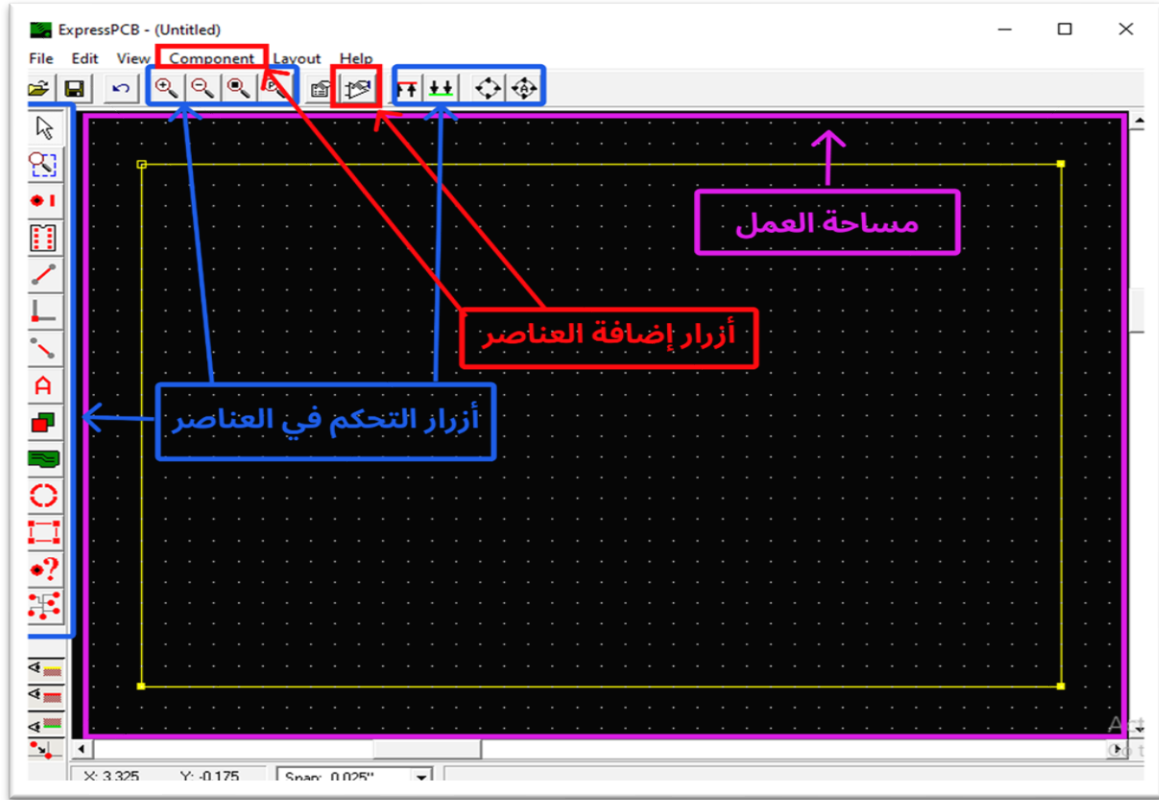 ExpressPCB - (Untitled)
File Edit View Component Layout Help
مساحة العمل
أزرار إضافة العناصر
أزرار التحكم في العناصر
A
X: 3.325 Y: -0.175 Snap: 0.025"